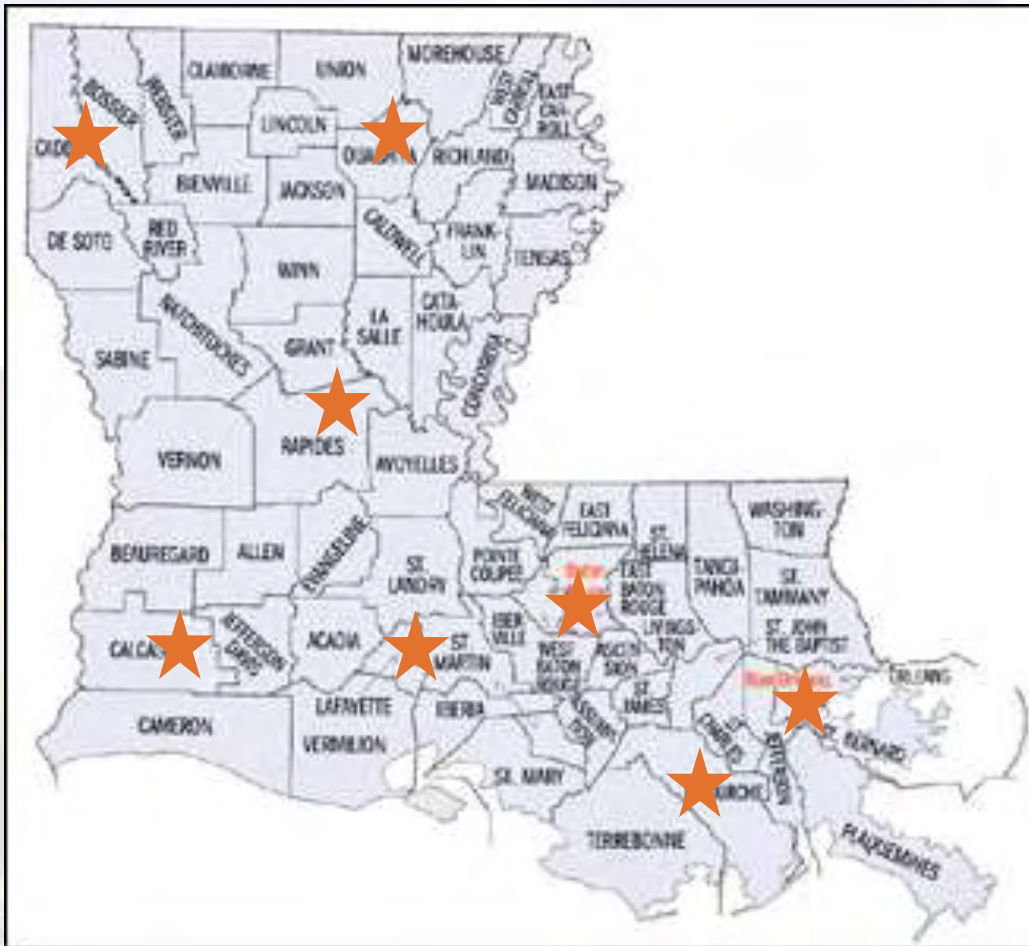 MOREHOUSE
UNION
CLAIBORNE
WEST
BOSSIER
WEBSTER
EAST
CAR-
ROLL
LINCOLN
RICHLAND
BIENVILLE
JACKSON
MADISON
CALDWELL
FRANK-
LIN
DE SOTO
RED
RIVER
WINN
TENSAS
NATCHITOCHES
CATA-
HOULA
LA
SALLE
GRANT
SABINE
CONCORDIA
RAPIDES
VERNON
AVOYELLES
WEST
FELICIANA
EAST
FELICINNA
WASHING-
TON
BEAUREGARD
ALLEN
EVANGELINE
ST.
LANDRY
POINTE
COUPEE
ST.
HELENA
TANGI-
PAHOA
EAST
BATON
ROUGE
ST.
TAMMANY
LIVINGS-
TON
ST. JOHN
THE BAPTIST
JEFFERSON
DAVIS
ACADIA
ST
MARTIN
IBER
VILLE
WEST
BATON
ROUGE
ASCEN
SION
ST
JAMES
ORLEANS
CAMERON
LAFAYETTE
VERMILION
IBERIA
ST. MARY
ST
CHARLES
JEFFERSON
ST. BERNARD
TERREBONNE
PLAQUEMINES